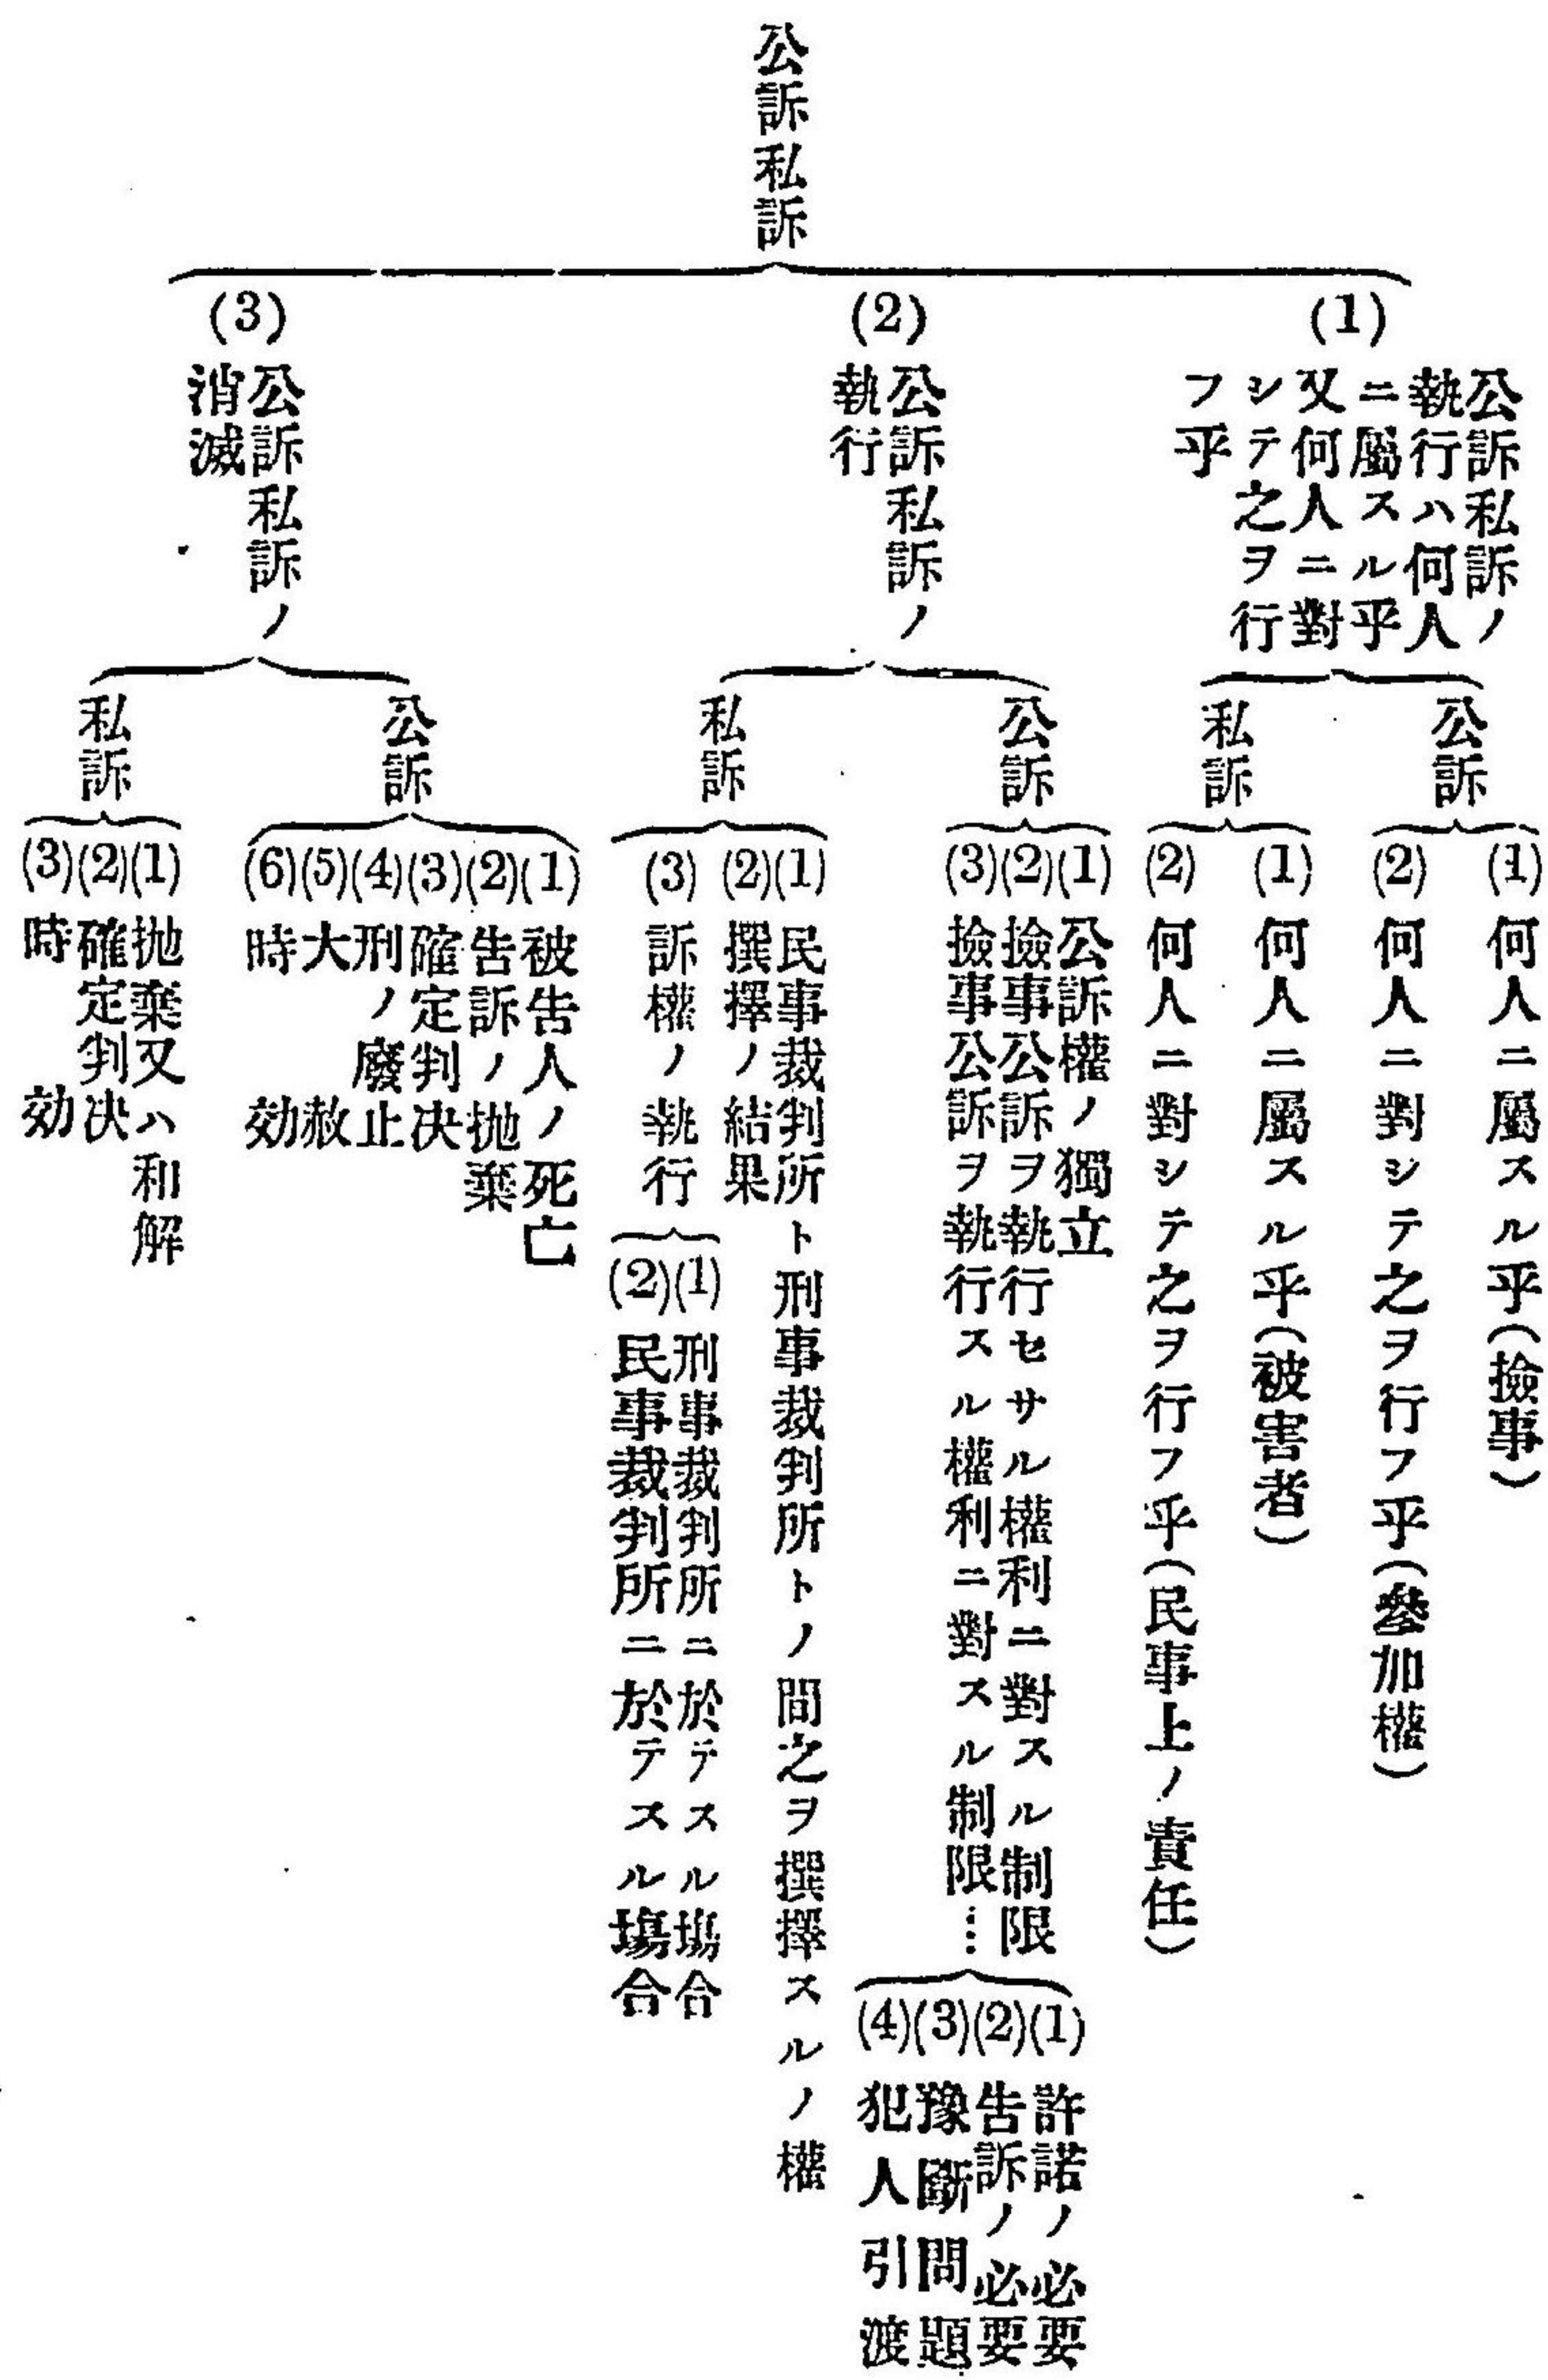 公訴私訴
(1)
公訴私訴ノ
執行ハ何人
ニ屬スル乎
又何人ニ對
シテ之ヲ行
フ乎
公訴
(1)何人ニ屬スル乎(撿事)
(2)何人ニ對シテ之ヲ行フ乎(參加權)
私訴
(1)何人ニ屬スル乎(被害者)
(2)何人ニ對シテ之ヲ行フ乎(民事上ノ責任)
(2)
公訴私訴ノ
執行
公訴
(1)公訴權ノ獨立
(2)撿事公訴ヲ執行セサル權利ニ對スル制限
(3)撿事公訴ヲ執行スル權利ニ對スル制限…
(1)許諾ノ必要
(2)告訴ノ必要
(3)豫斷問題
(4)犯人引渡
私訴
(1)民事裁判所ト刑事裁判所トノ間之ヲ撰擇スルノ權
(2)撰擇ノ結果
(3)訴權ノ執行
(1)刑事裁判所ニ於テスル塲合
(2)民事裁判所ニ於テスル塲合
(3)
公訴私訴ノ
消滅
公訴
(1)被告人ノ死亡
(2)告訴ノ抛棄
(3)確定判决
(4)刑ノ廢止
(5)大赦
(6)時効
私訴
(1)抛棄又ハ和解
(2)確定判决
(3)時効